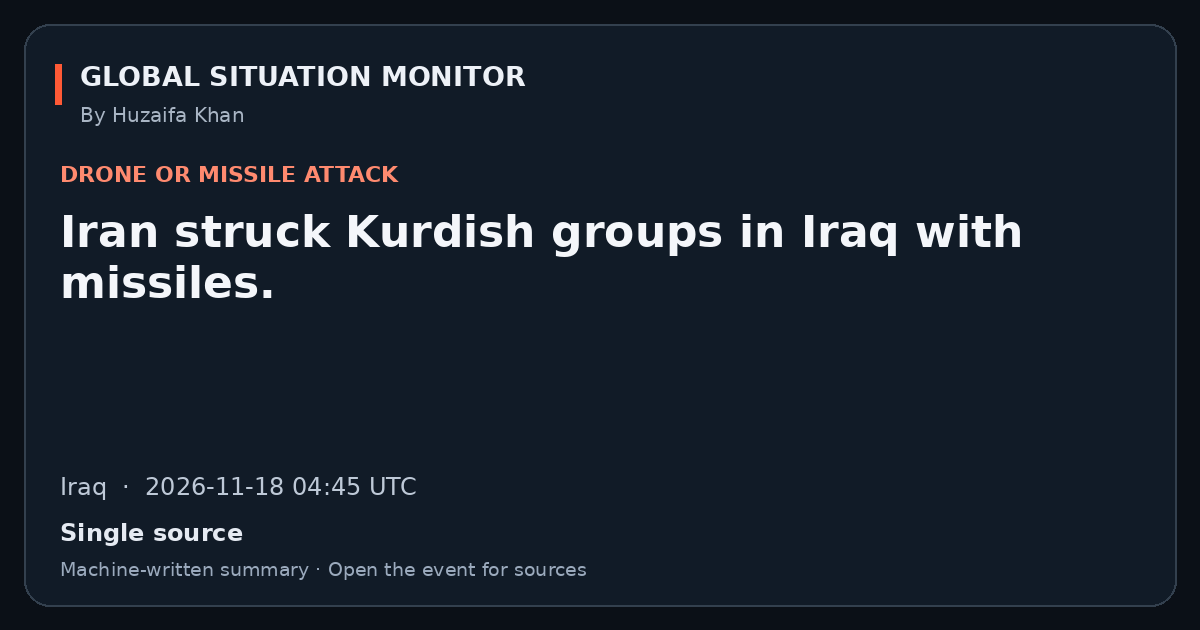 GLOBAL SITUATION MONITOR
By Huzaifa Khan
DRONE OR MISSILE ATTACK
Iran struck Kurdish groups in Iraq with
missiles.
Iraq · 2026-11-18 04:45 UTC
Single source
Machine-written summary · Open the event for sources